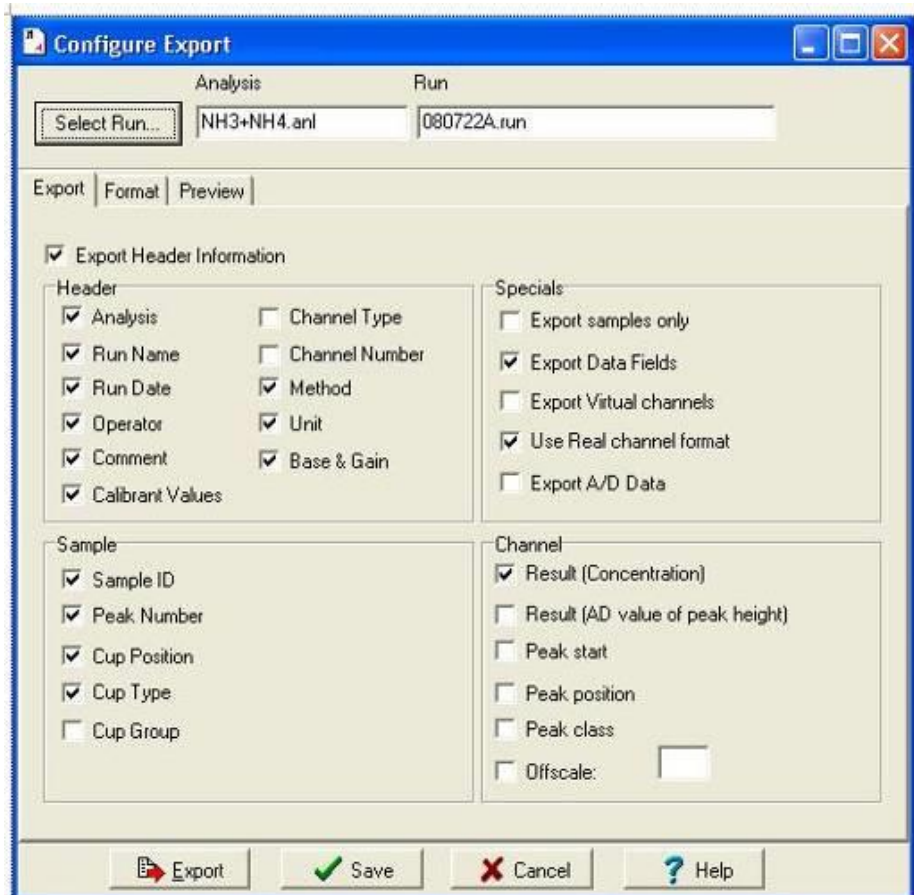 Configure Export
Analysis Run
Select Run... NH3+NH4.anl 080722A.run
Export Format Preview
Export Header Information
Header
Analysis Channel Type
Run Name Channel Number
Run Date Method
Operator Unit
Comment Base & Gain
Calibrant Values
Specials
Export samples only
Export Data Fields
Export Virtual channels
Use Real channel format
Export A/D Data
Sample
Sample ID
Peak Number
Cup Position
Cup Type
Cup Group
Channel
Result (Concentration)
Result (AD value of peak height)
Peak start
Peak position
Peak class
Offscale:
Export Save Cancel Help